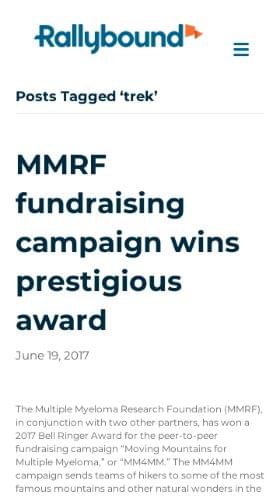 Rallybound
Posts Tagged ‘trek’
MMRF
fundraising
campaign wins
prestigious
award
June 19, 2017
The Multiple Myeloma Research Foundation (MMRF),
in conjunction with two other partners, has won a
2017 Bell Ringer Award for the peer-to-peer
fundraising campaign “Moving Mountains for
Multiple Myeloma,” or “MM4MM.” The MM4MM
campaign sends teams of hikers to some of the most
famous mountains and other natural wonders in the